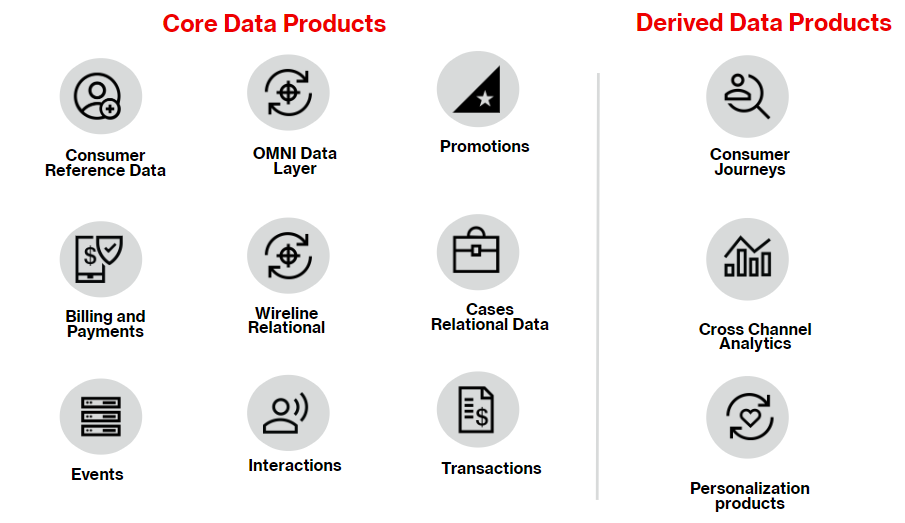 Core Data Products
Derived Data Products
Consumer
Reference Data
OMNI Data
Layer
Promotions
Consumer
Journeys
$
Billing and
Payments
Wireline
Relational
Cases
Relational Data
Cross Channel
Analytics
Events
Interactions
$
Transactions
Personalization
products